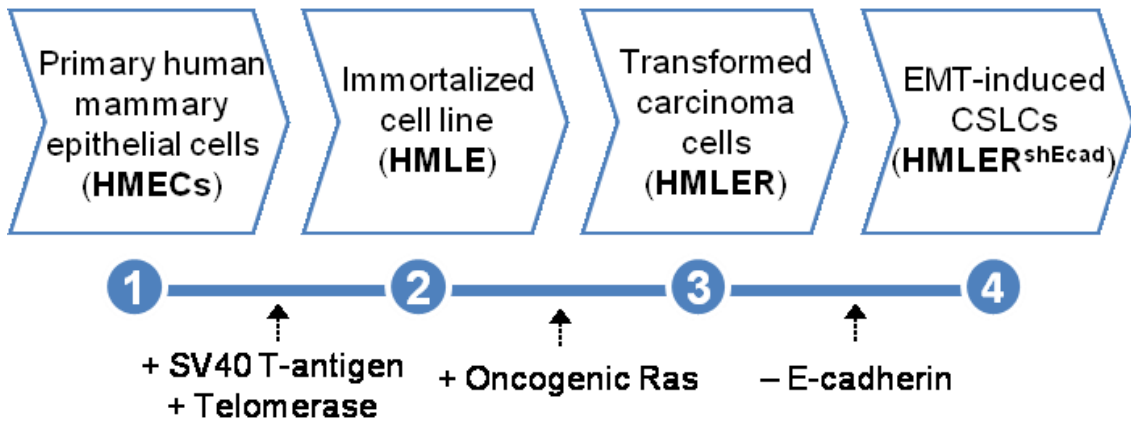 Primary human
mammary
epithelial cells
(HMECs)
Immortalized
cell line
(HMLE)
Transformed
carcinoma
cells
(HMLER)
EMT-induced
CSLCs
(HMLERshEcad)
1
2
3
4
+ SV40 T-antigen
+ Telomerase
+ Oncogenic Ras
– E-cadherin